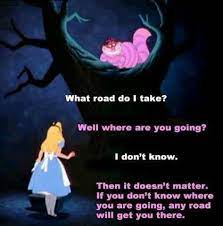 What road do I take?
Well where are you going?
I don't know.
Then it doesn't matter.
If you don't know where
you are going, any road
will get you there.